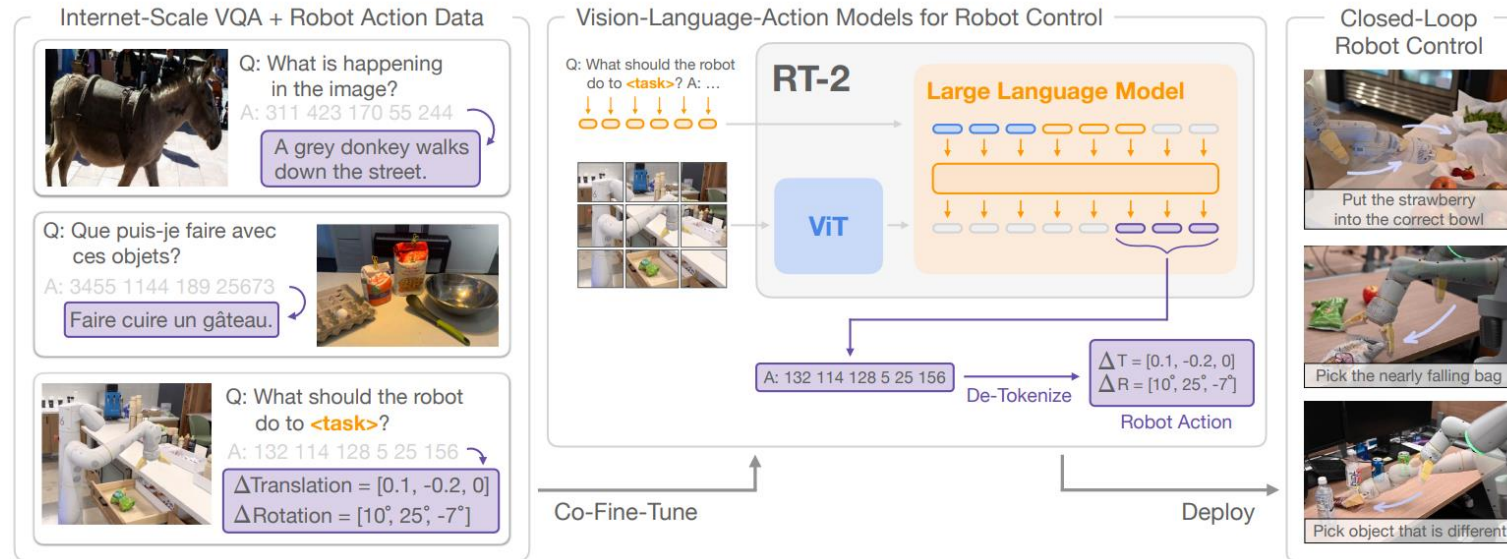 Internet-Scale VQA + Robot Action Data
Q: What is happening
in the image?
A: 311 423 170 55 244
A grey donkey walks
down the street.
Q: Que puis-je faire avec
ces objets?
A: 3455 1144 189 25673
Faire cuire un gâteau.
Q: What should the robot
do to <task>?
A: 132 114 128 5 25 156
ΔTranslation = [0.1, -0.2, 0]
ΔRotation = [10°, 25°, -7°]
Co-Fine-Tune
Vision-Language-Action Models for Robot Control
Q: What should the robot
do to <task>? A: ...
RT-2
Large Language Model
ViT
A: 132 114 128 5 25 156
De-Tokenize
ΔT = [0.1, -0.2, 0]
ΔR = [10°, 25°, -7°]
Robot Action
Deploy
Closed-Loop
Robot Control
Put the strawberry
into the correct bowl
Pick the nearly falling bag
Pick object that is different